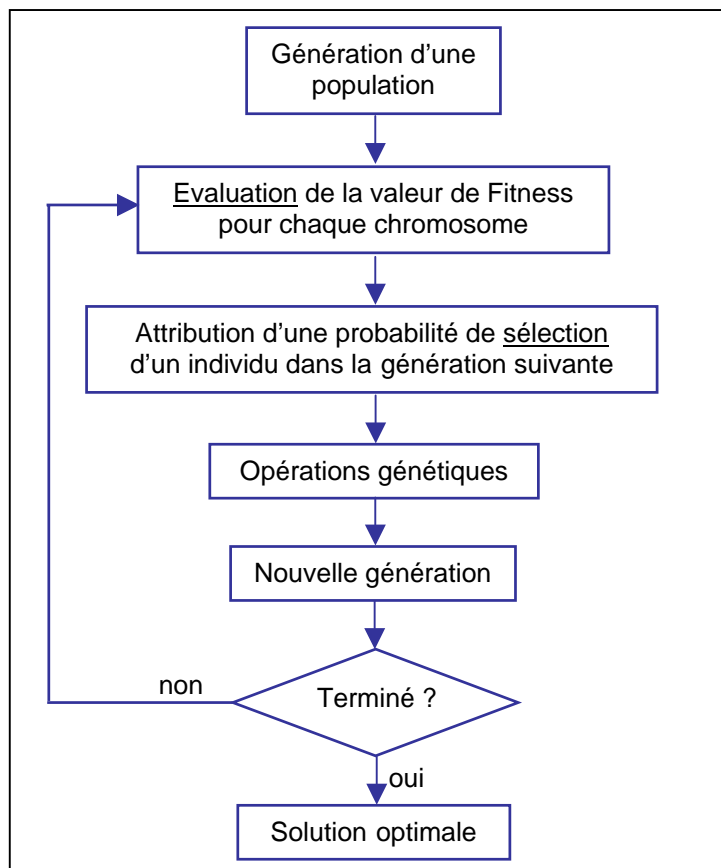 Génération d'une
population
Evaluation de la valeur de Fitness
pour chaque chromosome
Attribution d'une probabilité de sélection
d'un individu dans la génération suivante
Opérations génétiques
Nouvelle génération
non
Terminé ?
oui
Solution optimale